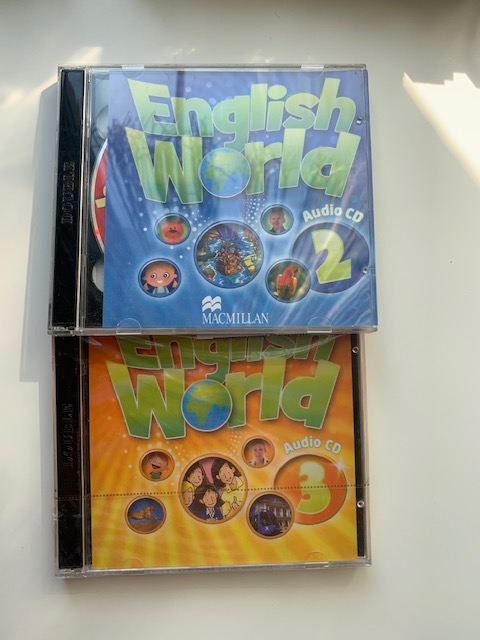 English
World
Audio CD
2
MACMILLAN
DOUBLE
English
World
Audio CD
3
DOUBLE